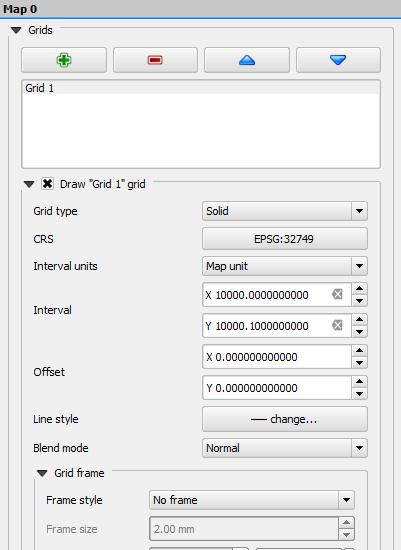 Map 0
Grids
Grid 1
Draw "Grid 1" grid
Grid type Solid
CRS EPSG:32749
Interval units Map unit
Interval
X 10000.0000000000
Y 10000.1000000000
Offset
X 0.000000000000
Y 0.000000000000
Line style change...
Blend mode Normal
Grid frame
Frame style No frame
Frame size 2.00 mm